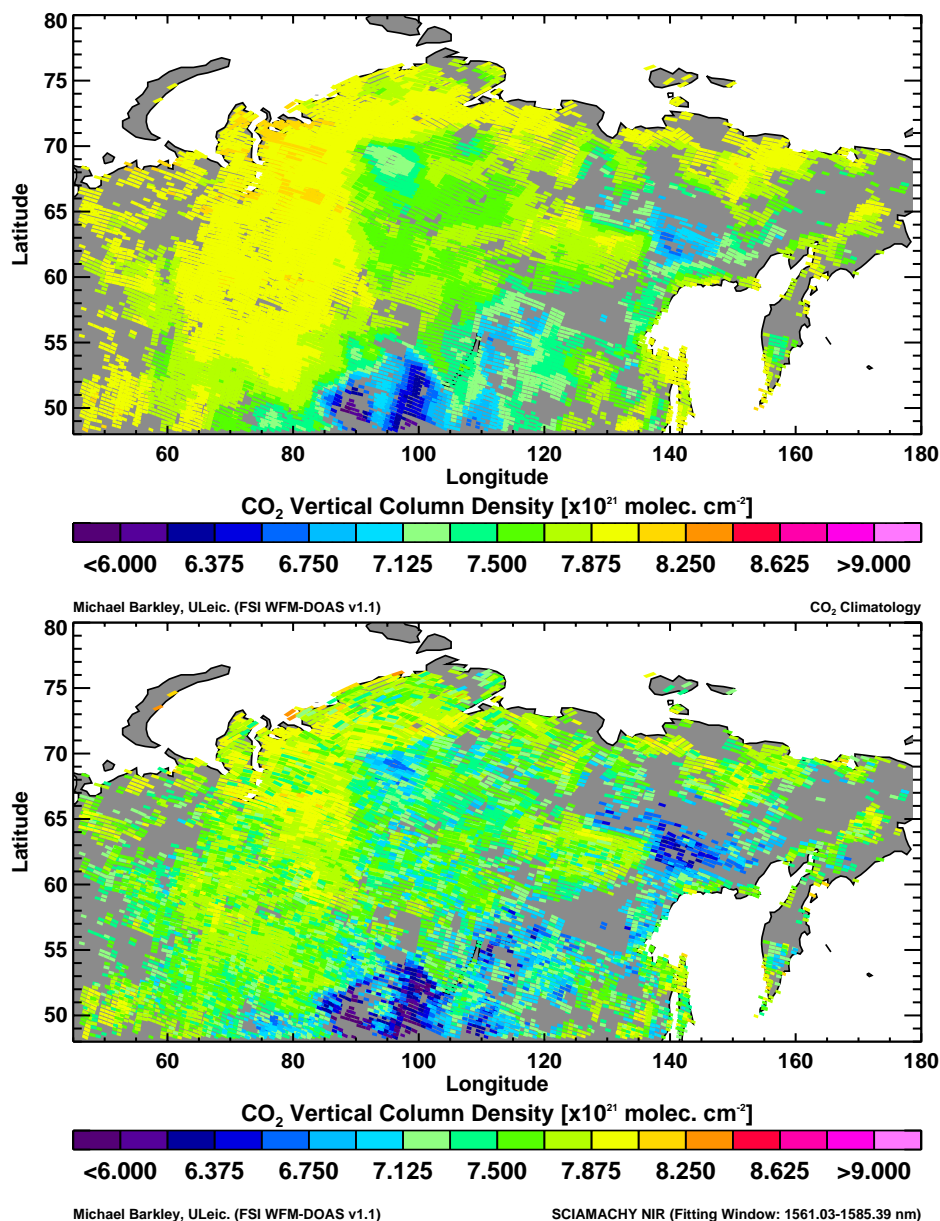 80
75
70
65
60
55
50
Latitude
60 80 100 120 140 160 180
Longitude
CO₂ Vertical Column Density [x10²¹ molec. cm⁻²]
<6.000 6.375 6.750 7.125 7.500 7.875 8.250 8.625 >9.000
Michael Barkley, ULeic. (FSI WFM-DOAS v1.1) CO₂ Climatology
80
75
70
65
60
55
50
Latitude
60 80 100 120 140 160 180
Longitude
CO₂ Vertical Column Density [x10²¹ molec. cm⁻²]
<6.000 6.375 6.750 7.125 7.500 7.875 8.250 8.625 >9.000
Michael Barkley, ULeic. (FSI WFM-DOAS v1.1) SCIAMACHY NIR (Fitting Window: 1561.03-1585.39 nm)